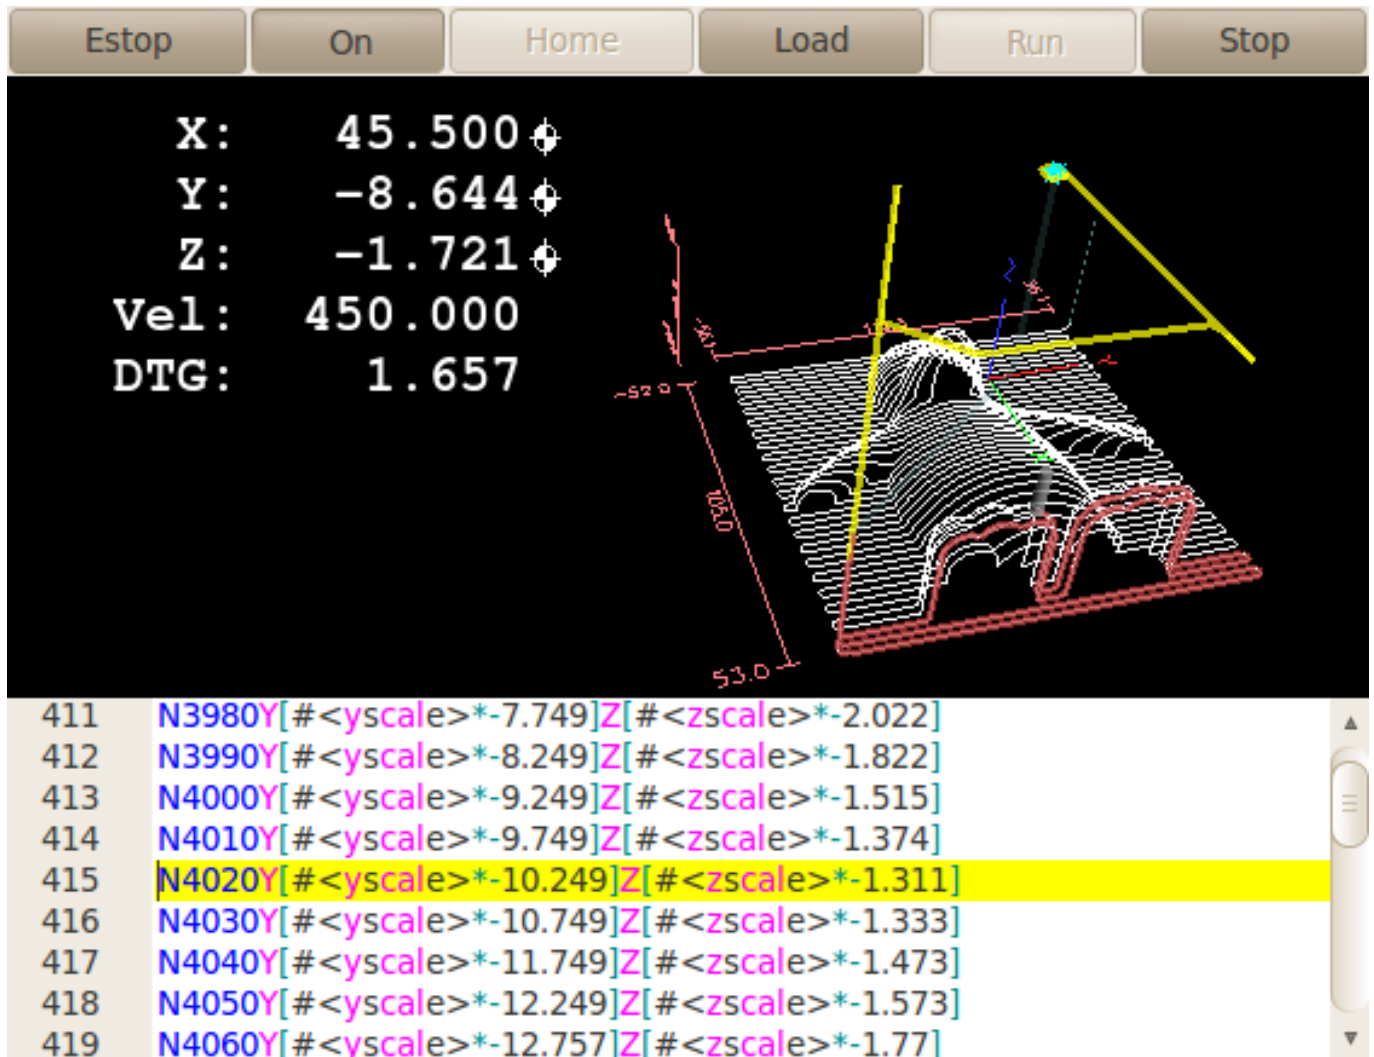 Estop On Home Load Run Stop
X: 45.500
Y: -8.644
Z: -1.721
Vel: 450.000
DTG: 1.657
-52.0
105.0
53.0
411 N3980Y[#<yscale>*-7.749]Z[#<zscale>*-2.022]
412 N3990Y[#<yscale>*-8.249]Z[#<zscale>*-1.822]
413 N4000Y[#<yscale>*-9.249]Z[#<zscale>*-1.515]
414 N4010Y[#<yscale>*-9.749]Z[#<zscale>*-1.374]
415 N4020Y[#<yscale>*-10.249]Z[#<zscale>*-1.311]
416 N4030Y[#<yscale>*-10.749]Z[#<zscale>*-1.333]
417 N4040Y[#<yscale>*-11.749]Z[#<zscale>*-1.473]
418 N4050Y[#<yscale>*-12.249]Z[#<zscale>*-1.573]
419 N4060Y[#<yscale>*-12.757]Z[#<zscale>*-1.77]